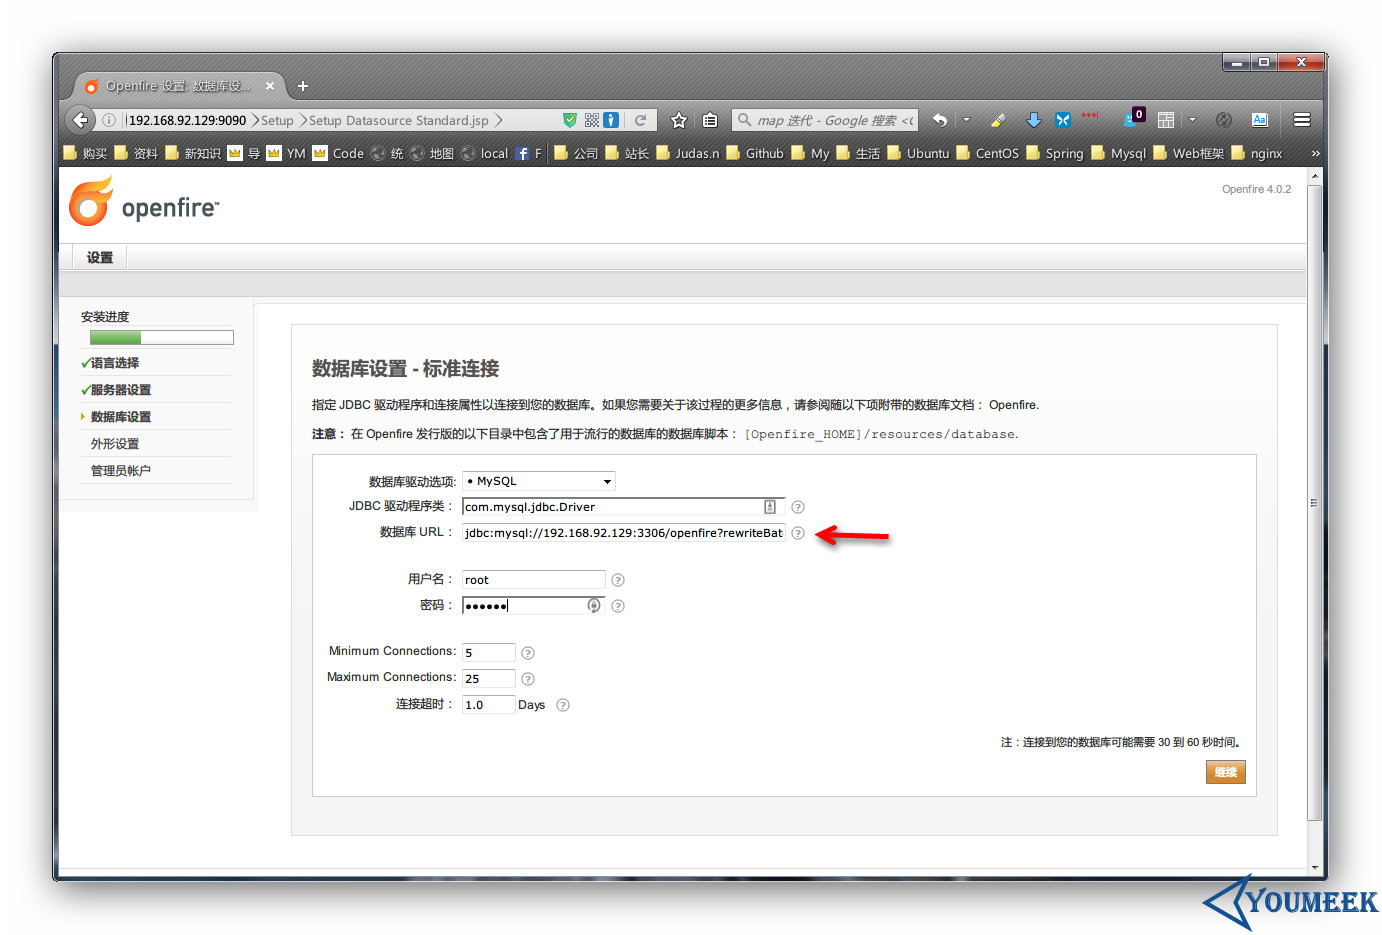 Openfire 设置: 数据库设...
192.168.92.129:9090 Setup Setup Datasource Standard.jsp
map 迭代 - Google 搜索 <(
0
Aa
购买 资料 新知识 导 YM Code 统 地图 local F 公司 站长 Judas.n Github My 生活 Ubuntu CentOS Spring Mysql Web框架 nginx »
openfire
Openfire 4.0.2
设置
安装进度
语言选择
服务器设置
数据库设置
外形设置
管理员帐户
数据库设置 - 标准连接
指定 JDBC 驱动程序和连接属性以连接到您的数据库。如果您需要关于该过程的更多信息，请参阅随以下项附带的数据库文档： Openfire.
注意： 在 Openfire 发行版的以下目录中包含了用于流行的数据库的数据库脚本： [Openfire_HOME]/resources/database.
数据库驱动选项: • MySQL
JDBC 驱动程序类： com.mysql.jdbc.Driver
数据库 URL： jdbc:mysql://192.168.92.129:3306/openfire?rewriteBat
用户名： root
密码： ●●●●●●
Minimum Connections: 5
Maximum Connections: 25
连接超时： 1.0 Days
注：连接到您的数据库可能需要 30 到 60 秒时间。
继续
YOUMEEK